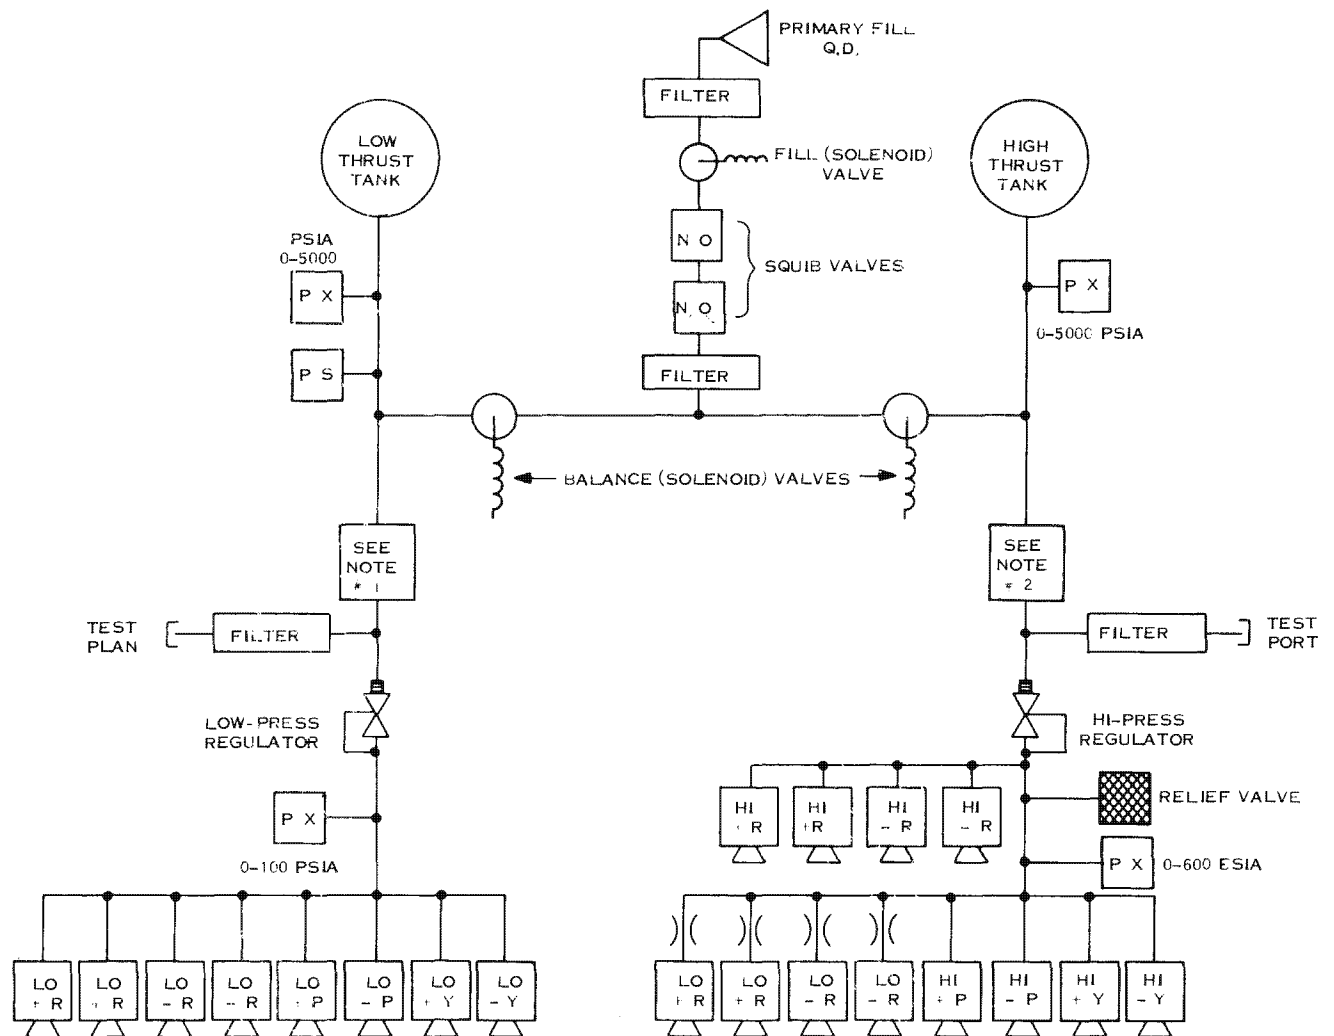 PRIMARY FILL
Q.D.
FILTER
LOW
THRUST
TANK
FILL (SOLENOID)
VALVE
HIGH
THRUST
TANK
N O
SQUIB VALVES
N O
PSIA
0-5000
P X
P X
0-5000 PSIA
P S
FILTER
BALANCE (SOLENOID) VALVES
SEE
NOTE
# 1
SEE
NOTE
# 2
TEST
PLAN
FILTER
FILTER
TEST
PORT
LOW-PRESS
REGULATOR
HI-PRESS
REGULATOR
HI
+ R
HI
+R
HI
- R
HI
- R
RELIEF VALVE
P X
0-100 PSIA
P X
0-600 ESIA
LO
+ R
LO
+ R
LO
- R
LO
- R
LO
+ P
LO
- P
LO
+ Y
LO
- Y
LO
+ R
LO
+ R
LO
- R
LO
- R
HI
+ P
HI
- P
HI
+ Y
HI
- Y